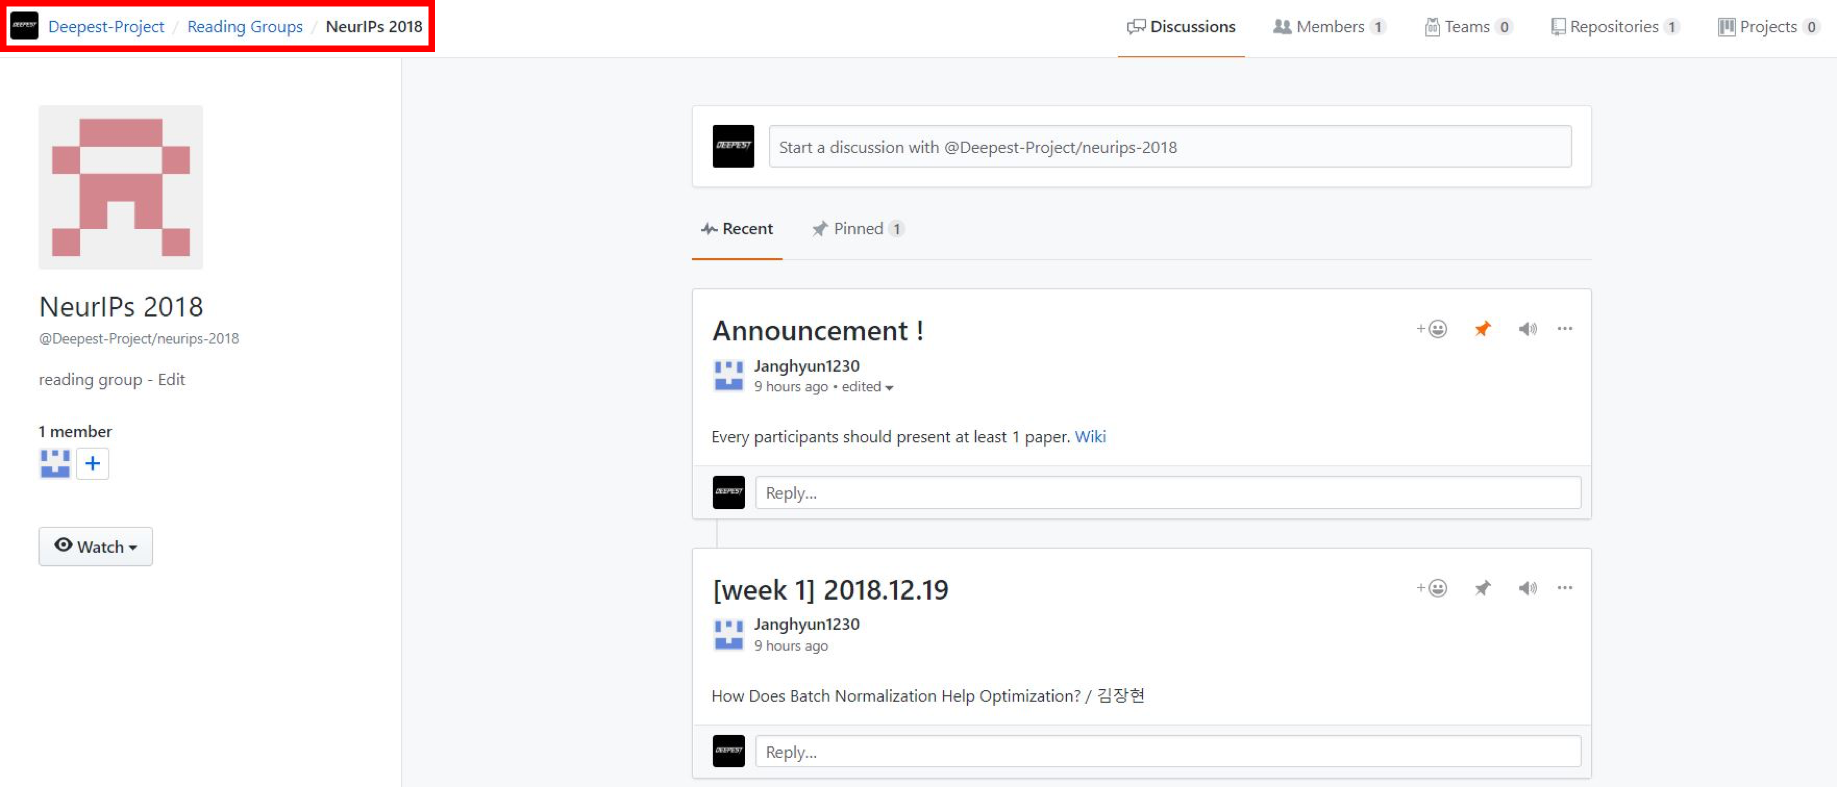 DEEPEST Deepest-Project / Reading Groups / NeurIPs 2018
Discussions Members 1 Teams 0 Repositories 1 Projects 0
DEEPEST Start a discussion with @Deepest-Project/neurips-2018
Recent Pinned 1
NeurIPs 2018
@Deepest-Project/neurips-2018
reading group - Edit
1 member
+
Watch
Announcement !
Janghyun1230
9 hours ago • edited
Every participants should present at least 1 paper. Wiki
DEEPEST Reply...
[week 1] 2018.12.19
Janghyun1230
9 hours ago
How Does Batch Normalization Help Optimization? / 김장현
DEEPEST Reply...